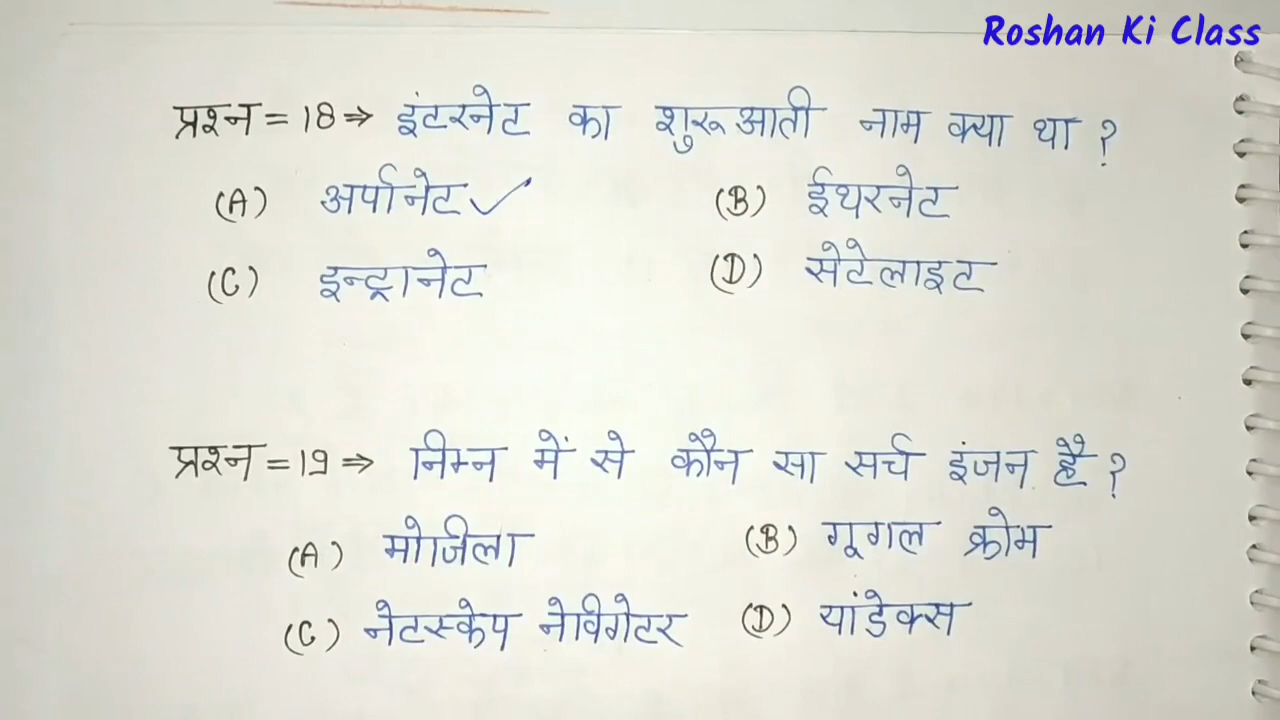 Roshan Ki Class
प्रश्न = 18 ⇒ इंटरनेट का शुरूआती नाम क्या था ?
(A) अर्पानेट ✓ (B) ईथरनेट
(C) इन्ट्रानेट (D) सेटेलाइट
प्रश्न = 19 ⇒ निम्न में से कौन सा सर्च इंजन है ?
(A) मोजिला (B) गूगल क्रोम
(C) नेटस्केप नेविगेटर (D) यांडेक्स